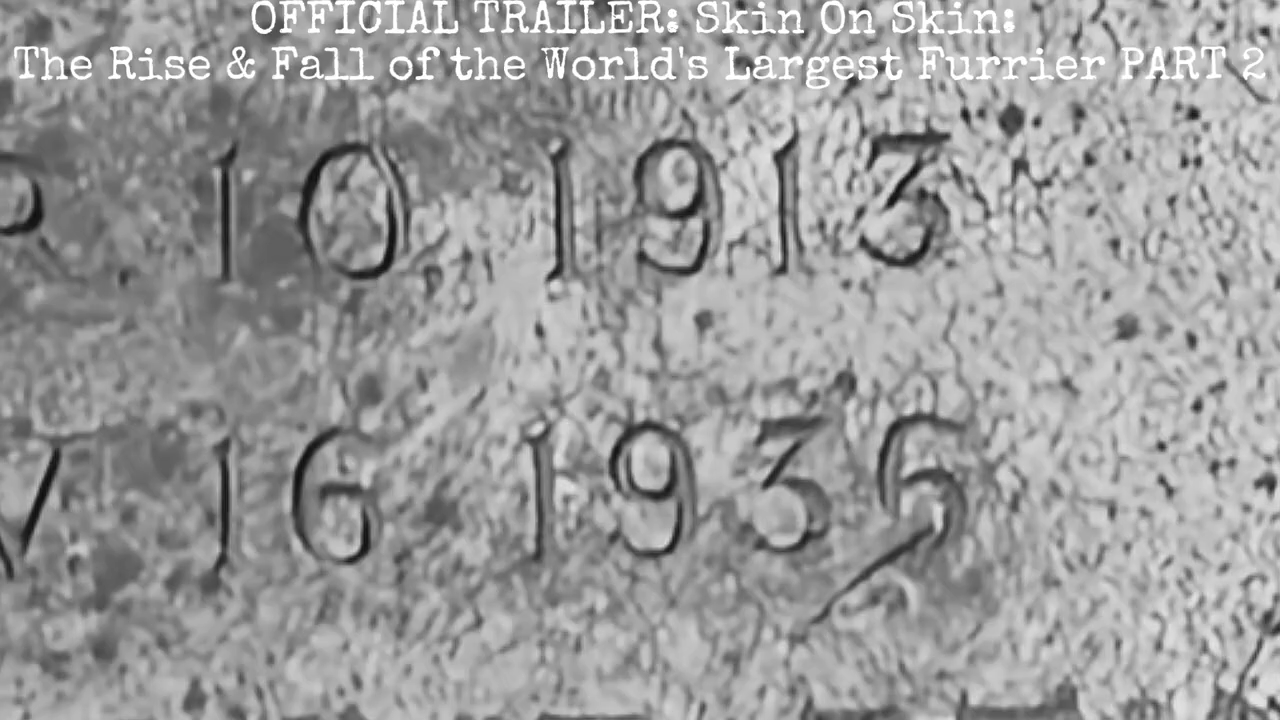 OFFICIAL TRAILER: Skin On Skin:
The Rise & Fall of the World's Largest Furrier PART 2
R 10 1913
V 16 1935